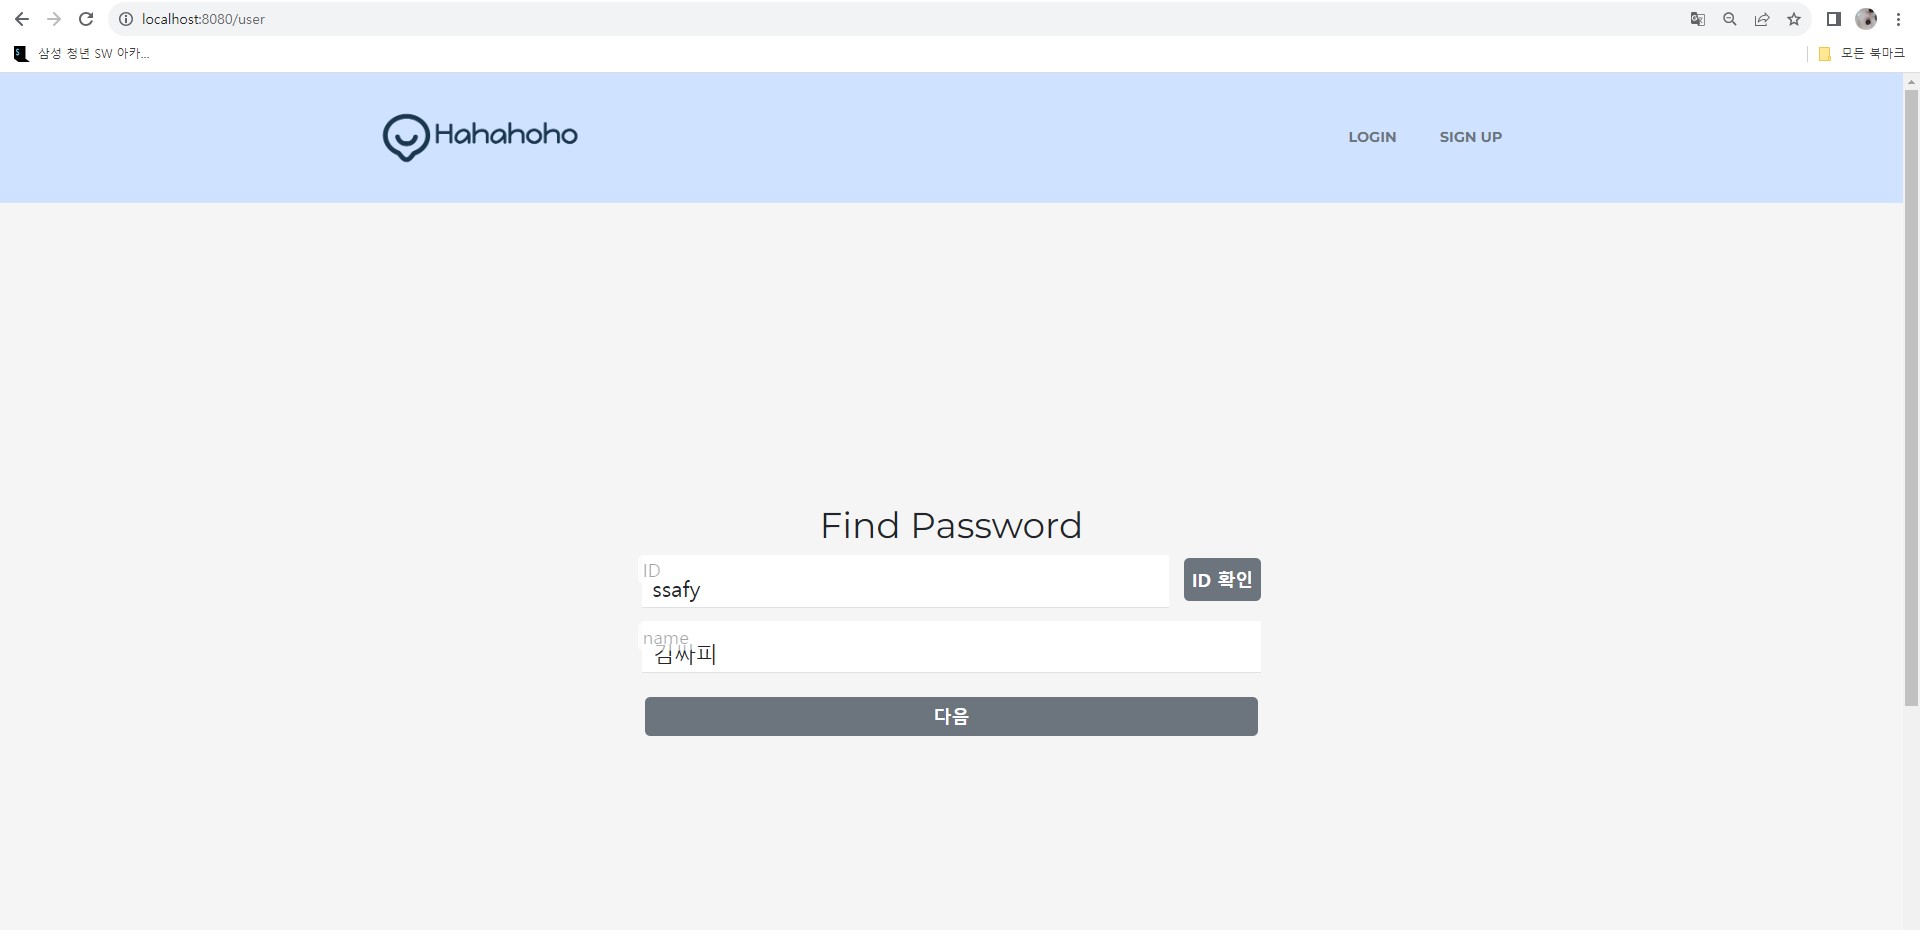 localhost:8080/user
삼성 청년 SW 아카...
모든 북마크
Hahahoho
LOGIN
SIGN UP
Find Password
ID
ssafy
ID 확인
name
김싸피
다음